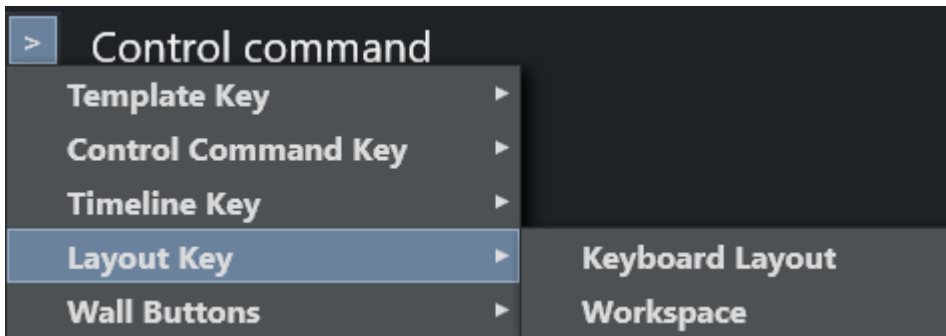 > Control command
Template Key
Control Command Key
Timeline Key
Layout Key
Keyboard Layout
Wall Buttons
Workspace